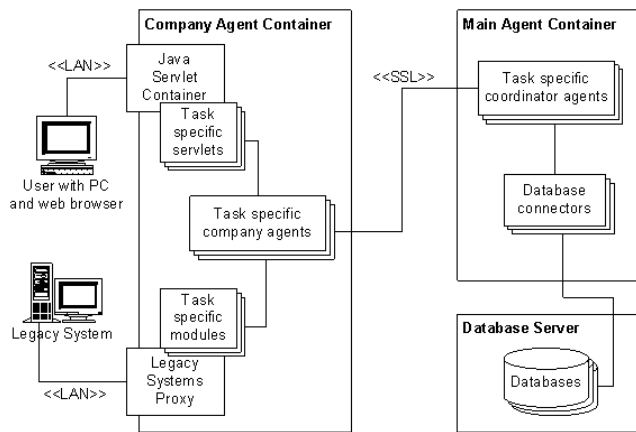 Company Agent Container
Main Agent Container
<<LAN>>
Java
Servlet
Container
<<SSL>>
Task specific
coordinator agents
Task
specific
servlets
User with PC
and web browser
Task specific
company agents
Database
connectors
Task
specific
modules
Legacy System
Database Server
Legacy
Systems
Proxy
<<LAN>>
Databases